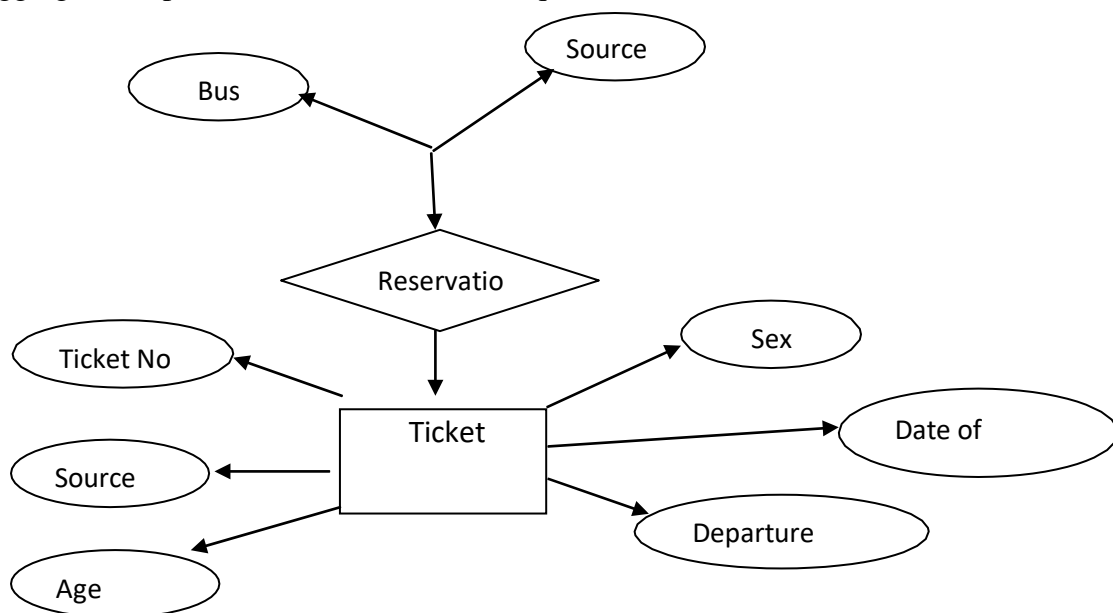 Source
Bus
Reservatio
Sex
Ticket No
Ticket
Date of
Source
Departure
Age